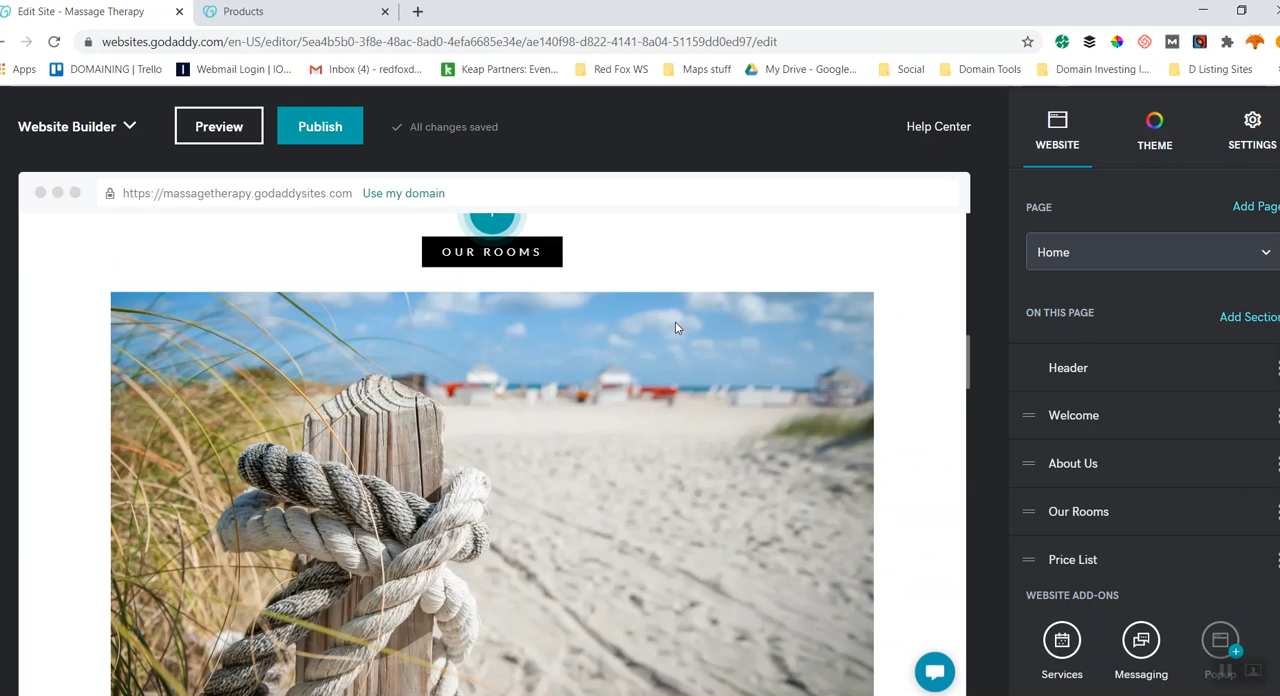 Edit Site - Massage Therapy
Products
websites.godaddy.com/en-US/editor/5ea4b5b0-3f8e-48ac-8ad0-4efa6685e34e/ae140f98-d822-4141-8a04-51159dd0ed97/edit
Apps
DOMAINING | Trello
Webmail Login | IO...
Inbox (4) - redfoxd...
Keap Partners: Even...
Red Fox WS
Maps stuff
My Drive - Google...
Social
Domain Tools
Domain Investing I...
D Listing Sites
Website Builder
Preview
Publish
All changes saved
Help Center
WEBSITE
THEME
SETTINGS
https://massagetherapy.godaddysites.com Use my domain
OUR ROOMS
PAGE
Add Page
Home
ON THIS PAGE
Add Section
Header
Welcome
About Us
Our Rooms
Price List
WEBSITE ADD-ONS
Services
Messaging
Popup